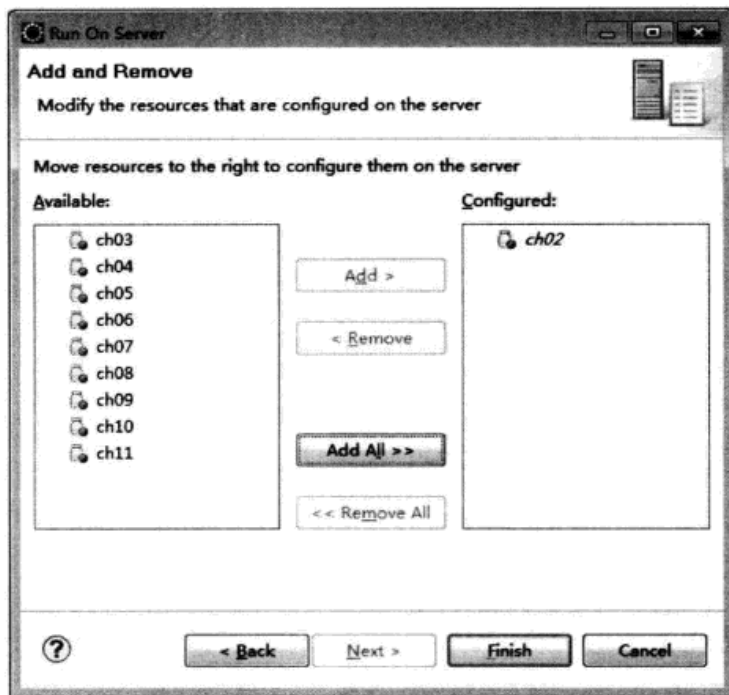 Run On Server
Add and Remove
Modify the resources that are configured on the server
Move resources to the right to configure them on the server
Available:
Configured:
ch03
ch04
ch05
ch06
ch07
ch08
ch09
ch10
ch11
Add >
< Remove
Add All >>
<< Remove All
ch02
?
< Back
Next >
Finish
Cancel